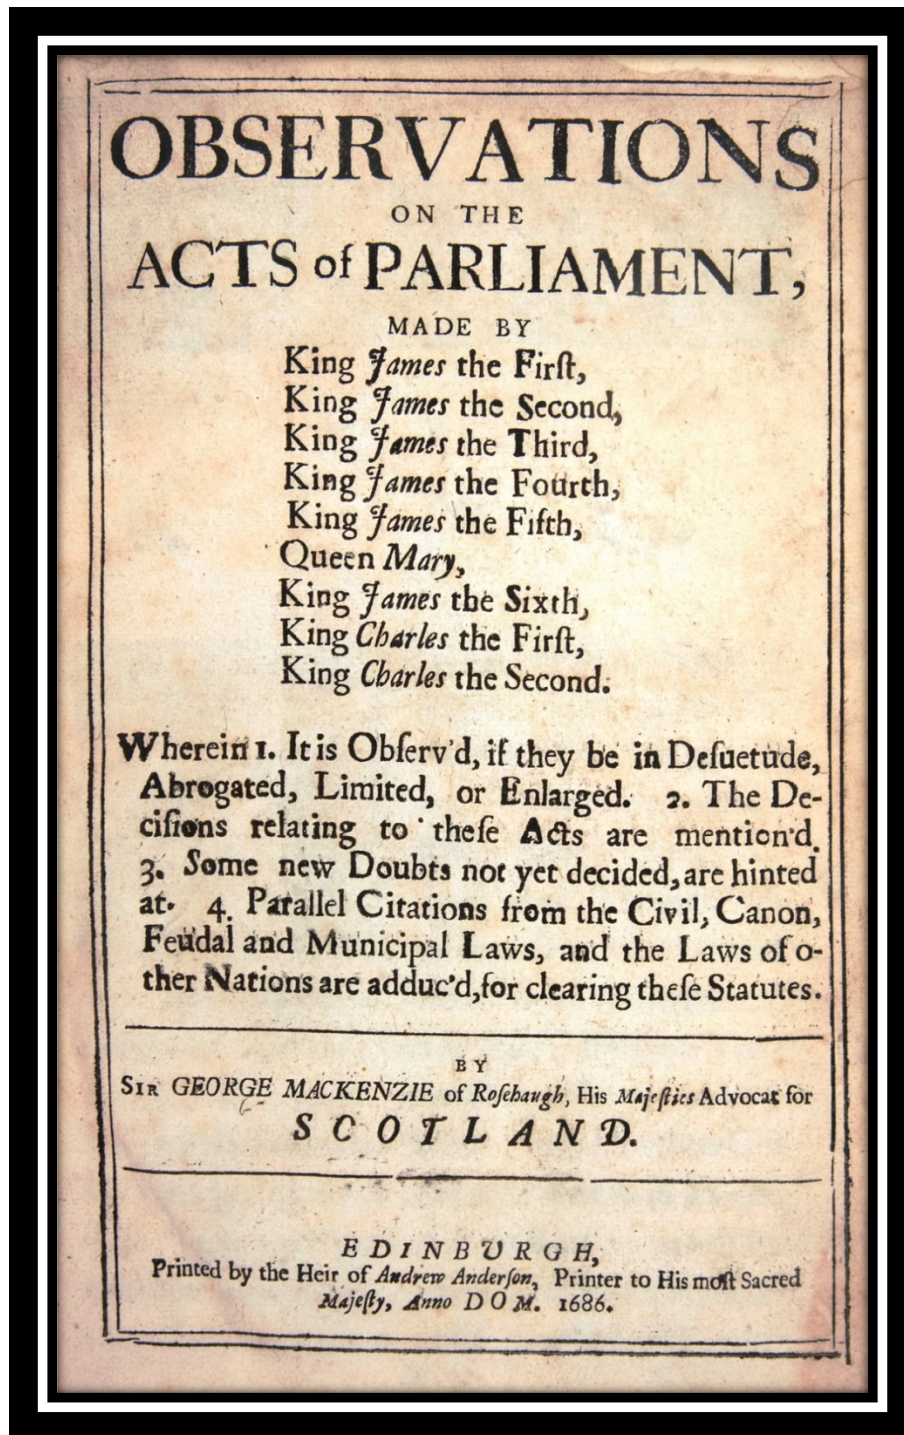 OBSERVATIONS
ON THE
ACTS of PARLIAMENT,
MADE BY
King James the Firſt,
King James the Second,
King James the Third,
King James the Fourth,
King James the Fifth,
Queen Mary,
King James the Sixth,
King Charles the Firſt,
King Charles the Second.
Wherein 1. It is Obſerv'd, if they be in Deſuetude,
Abrogated, Limited, or Enlarged. 2. The De-
ciſions relating to theſe Acts are mention'd.
3. Some new Doubts not yet decided, are hinted
at. 4. Parallel Citations from the Civil, Canon,
Feudal and Municipal Laws, and the Laws of o-
ther Nations are adduc'd, for clearing theſe Statutes.
BY
SIR GEORGE MACKENZIE of Roſehaugh, His Majeſties Advocat for
SCOTLAND.
EDINBURGH,
Printed by the Heir of Andrew Anderſon, Printer to His moſt Sacred
Majeſty, Anno DOM. 1686.